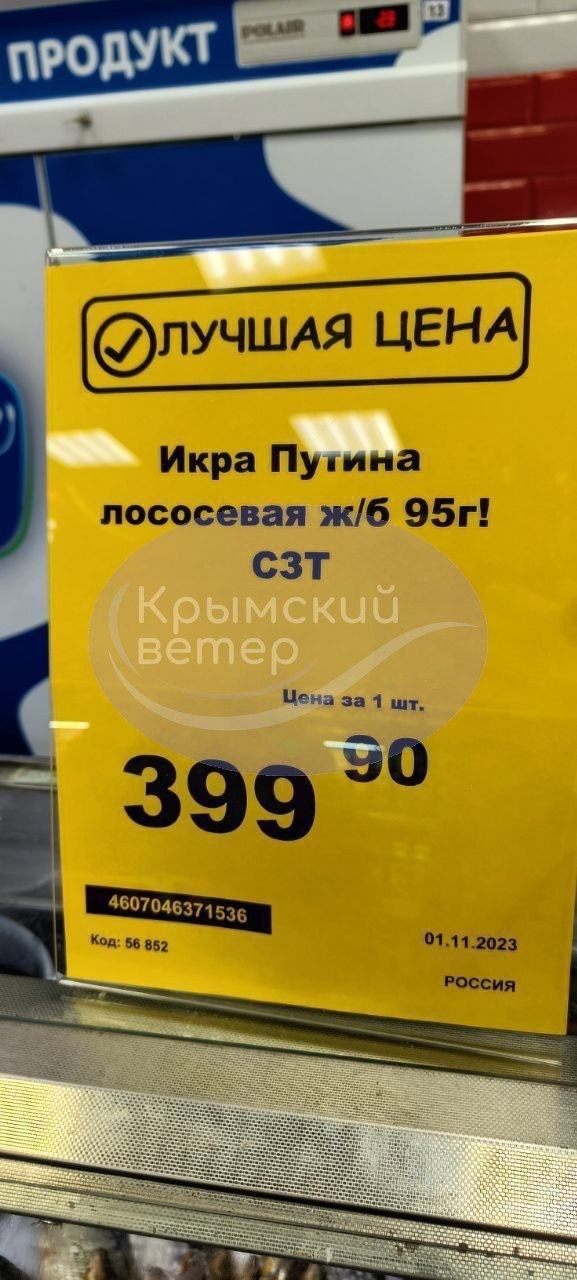 ПРОДУКТ
POLAIR
13
ЛУЧШАЯ ЦЕНА
Икра Путина
лососевая ж/б 95г!
СЗТ
Крымский
ветер
Цена за 1 шт.
399 90
4607046371536
Код: 56 852
01.11.2023
РОССИЯ